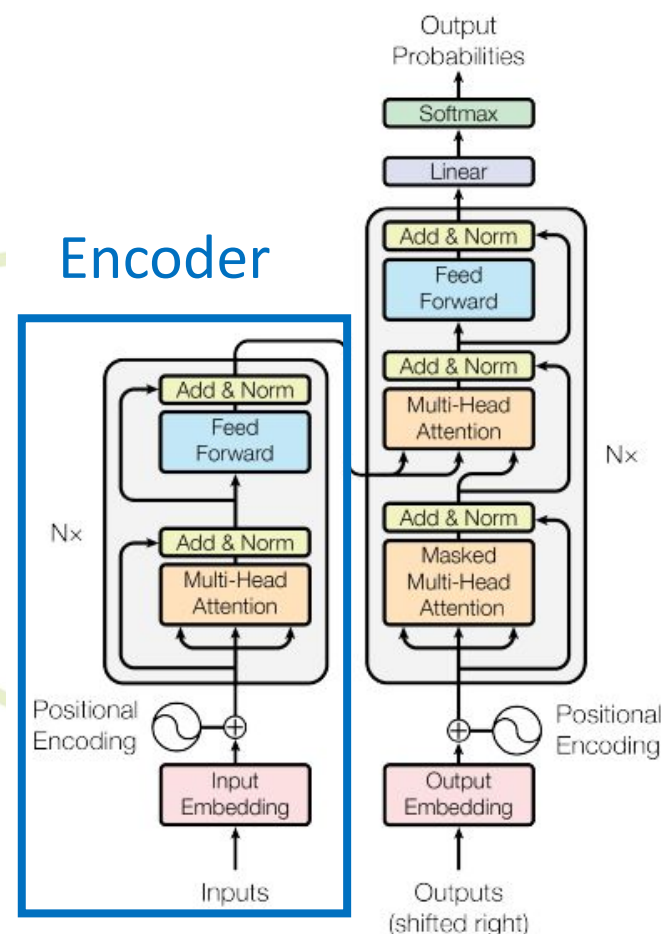 Output
Probabilities
Softmax
Linear
Add & Norm
Feed
Forward
Add & Norm
Multi-Head
Attention
Add & Norm
Masked
Multi-Head
Attention
Nx
Positional
Encoding
Output
Embedding
Outputs
(shifted right)
Encoder
Add & Norm
Feed
Forward
Nx
Add & Norm
Multi-Head
Attention
Positional
Encoding
Input
Embedding
Inputs